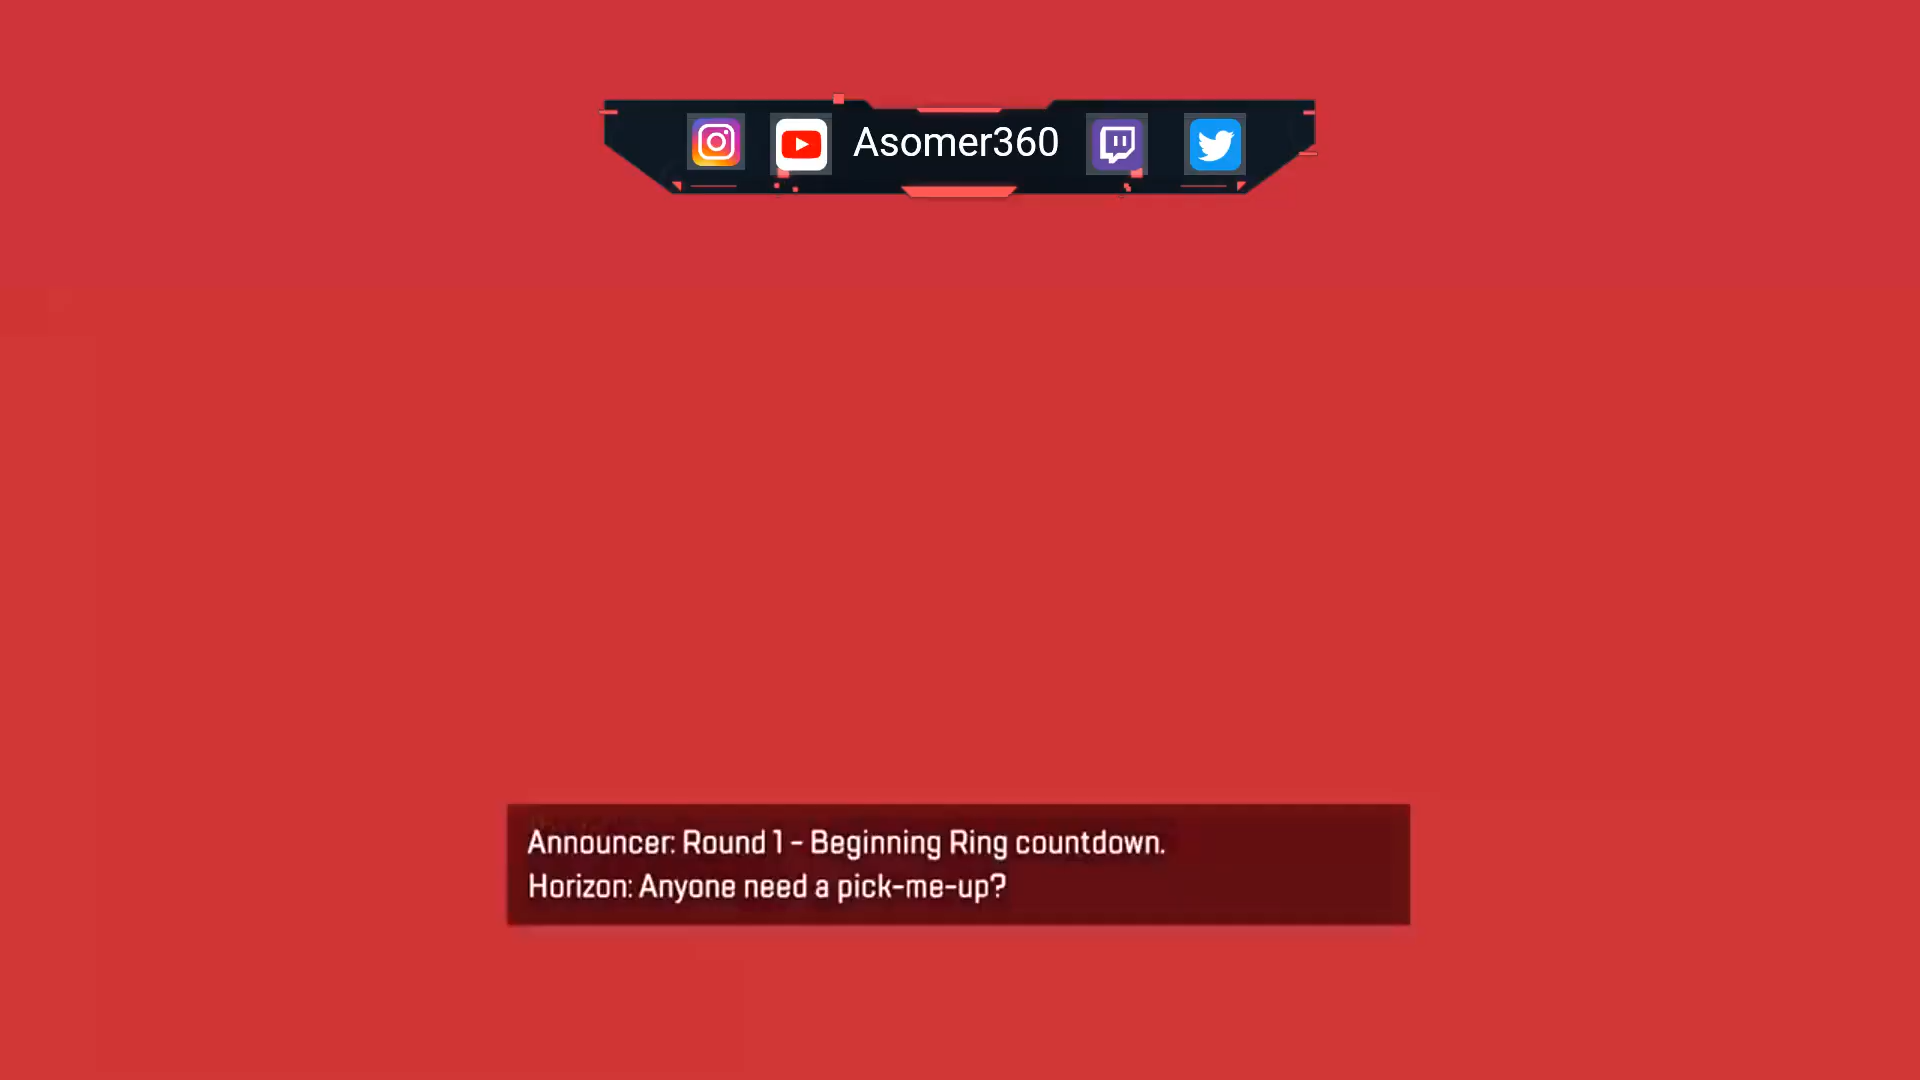 Asomer360
Announcer: Round 1 - Beginning Ring countdown.
Horizon: Anyone need a pick-me-up?